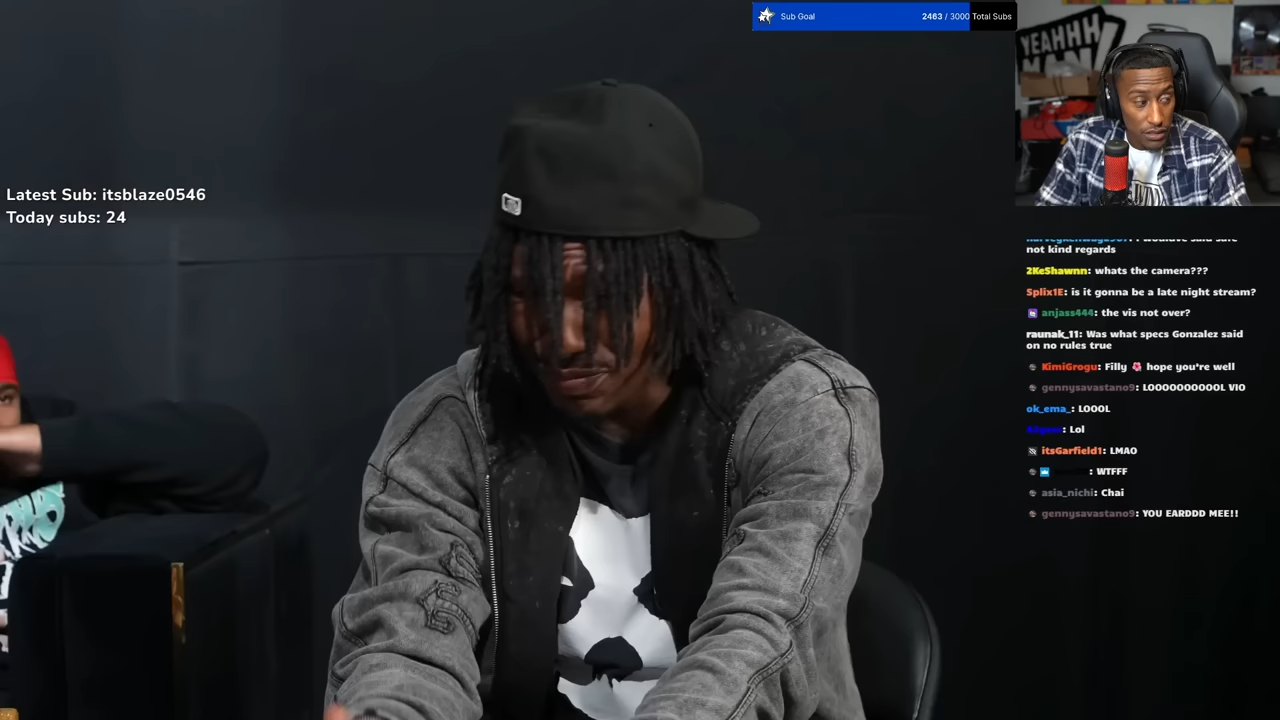 Sub Goal
2463 / 3000 Total Subs
YEAHHH
MAN!
Latest Sub: itsblaze0546
Today subs: 24
not kind regards
2KeShawnn: whats the camera???
Splix1E: is it gonna be a late night stream?
anjass444: the vis not over?
raunak_11: Was what specs Gonzalez said
on no rules true
KimiGrogu: Filly 🌺 hope you're well
gennysavastano9: LOOOOOOOOOOL VIO
ok_ema_: LOOOL
: Lol
itsGarfield1: LMAO
: WTFFF
asia_nichi: Chai
gennysavastano9: YOU EARDDD MEE!!